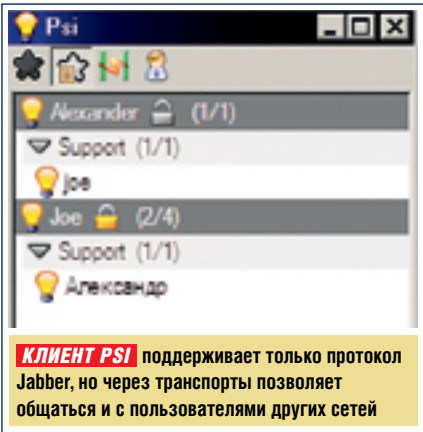 Psi
Alexander (1/1)
Support (1/1)
joe
Joe (2/4)
Support (1/1)
Александр
КЛИЕНТ PSI поддерживает только протокол
Jabber, но через транспорты позволяет
общаться и с пользователями других сетей